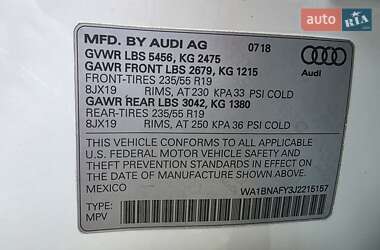 auto RIA.com
MFD. BY AUDI AG 07 18
GVWR LBS 5456, KG 2475
GAWR FRONT LBS 2679, KG 1215
FRONT-TIRES 235/55 R19
8JX19 RIMS, AT 230 KPA 33 PSI COLD
GAWR REAR LBS 3042, KG 1380
REAR-TIRES 235/55 R19
8JX19 RIMS, AT 250 KPA 36 PSI COLD
Audi
THIS VEHICLE CONFORMS TO ALL APPLICABLE
U.S. FEDERAL MOTOR VEHICLE SAFETY AND
THEFT PREVENTION STANDARDS IN EFFECT ON
THE DATE OF MANUFACTURE SHOWN ABOVE.
MEXICO WA1BNAFY3J2215157
TYPE:
MPV